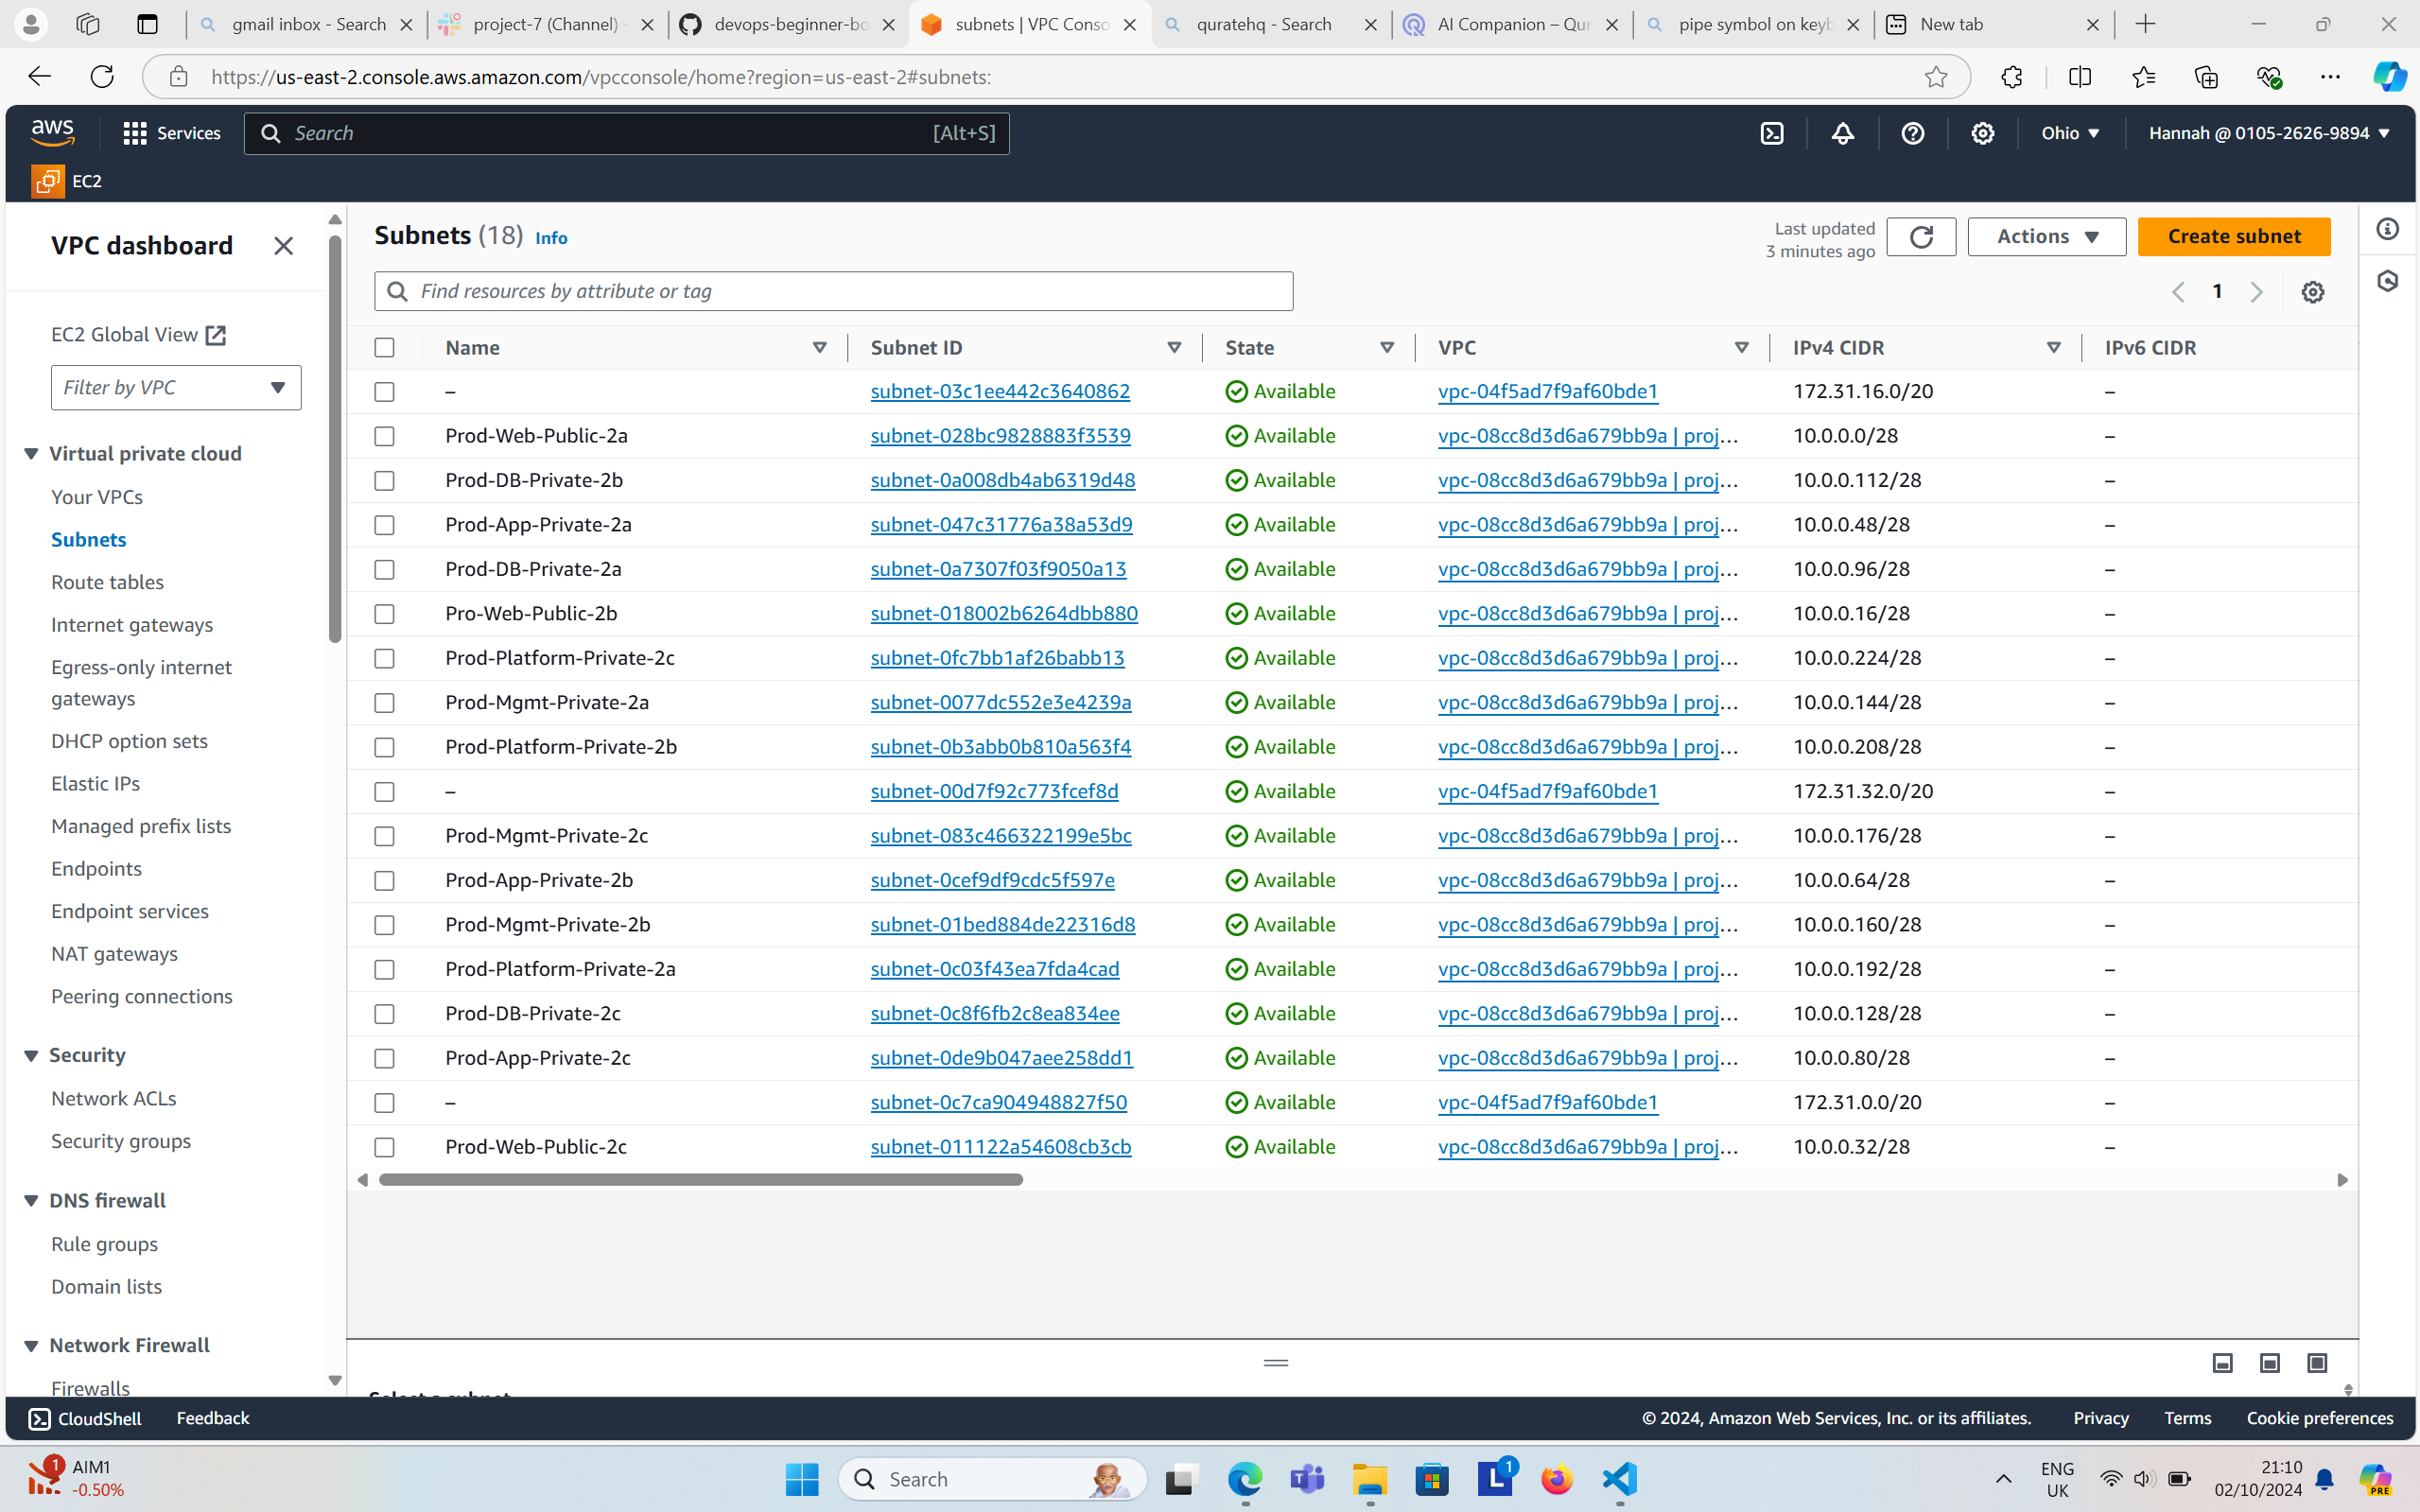 gmail inbox - Search
project-7 (Channel) -
devops-beginner-bo
subnets | VPC Conso
quratehq - Search
AI Companion – Qur
pipe symbol on keyb
New tab
https://us-east-2.console.aws.amazon.com/vpcconsole/home?region=us-east-2#subnets:
aws
Services
Search
[Alt+S]
Ohio
Hannah @ 0105-2626-9894
EC2
VPC dashboard
EC2 Global View
Filter by VPC
Virtual private cloud
Your VPCs
Subnets
Route tables
Internet gateways
Egress-only internet
gateways
DHCP option sets
Elastic IPs
Managed prefix lists
Endpoints
Endpoint services
NAT gateways
Peering connections
Security
Network ACLs
Security groups
DNS firewall
Rule groups
Domain lists
Network Firewall
Firewalls
Subnets (18) Info
Last updated
3 minutes ago
Actions
Create subnet
Find resources by attribute or tag
1
Name Subnet ID State VPC IPv4 CIDR IPv6 CIDR
– subnet-03c1ee442c3640862 Available vpc-04f5ad7f9af60bde1 172.31.16.0/20 –
Prod-Web-Public-2a subnet-028bc9828883f3539 Available vpc-08cc8d3d6a679bb9a | proj… 10.0.0.0/28 –
Prod-DB-Private-2b subnet-0a008db4ab6319d48 Available vpc-08cc8d3d6a679bb9a | proj… 10.0.0.112/28 –
Prod-App-Private-2a subnet-047c31776a38a53d9 Available vpc-08cc8d3d6a679bb9a | proj… 10.0.0.48/28 –
Prod-DB-Private-2a subnet-0a7307f03f9050a13 Available vpc-08cc8d3d6a679bb9a | proj… 10.0.0.96/28 –
Pro-Web-Public-2b subnet-018002b6264dbb880 Available vpc-08cc8d3d6a679bb9a | proj… 10.0.0.16/28 –
Prod-Platform-Private-2c subnet-0fc7bb1af26babb13 Available vpc-08cc8d3d6a679bb9a | proj… 10.0.0.224/28 –
Prod-Mgmt-Private-2a subnet-0077dc552e3e4239a Available vpc-08cc8d3d6a679bb9a | proj… 10.0.0.144/28 –
Prod-Platform-Private-2b subnet-0b3abb0b810a563f4 Available vpc-08cc8d3d6a679bb9a | proj… 10.0.0.208/28 –
– subnet-00d7f92c773fcef8d Available vpc-04f5ad7f9af60bde1 172.31.32.0/20 –
Prod-Mgmt-Private-2c subnet-083c466322199e5bc Available vpc-08cc8d3d6a679bb9a | proj… 10.0.0.176/28 –
Prod-App-Private-2b subnet-0cef9df9cdc5f597e Available vpc-08cc8d3d6a679bb9a | proj… 10.0.0.64/28 –
Prod-Mgmt-Private-2b subnet-01bed884de22316d8 Available vpc-08cc8d3d6a679bb9a | proj… 10.0.0.160/28 –
Prod-Platform-Private-2a subnet-0c03f43ea7fda4cad Available vpc-08cc8d3d6a679bb9a | proj… 10.0.0.192/28 –
Prod-DB-Private-2c subnet-0c8f6fb2c8ea834ee Available vpc-08cc8d3d6a679bb9a | proj… 10.0.0.128/28 –
Prod-App-Private-2c subnet-0de9b047aee258dd1 Available vpc-08cc8d3d6a679bb9a | proj… 10.0.0.80/28 –
– subnet-0c7ca904948827f50 Available vpc-04f5ad7f9af60bde1 172.31.0.0/20 –
Prod-Web-Public-2c subnet-011122a54608cb3cb Available vpc-08cc8d3d6a679bb9a | proj… 10.0.0.32/28 –
Select a subnet
CloudShell
Feedback
© 2024, Amazon Web Services, Inc. or its affiliates.
Privacy
Terms
Cookie preferences
1
AIM1
-0.50%
Search
L
1
ENG
UK
21:10
02/10/2024
PRE